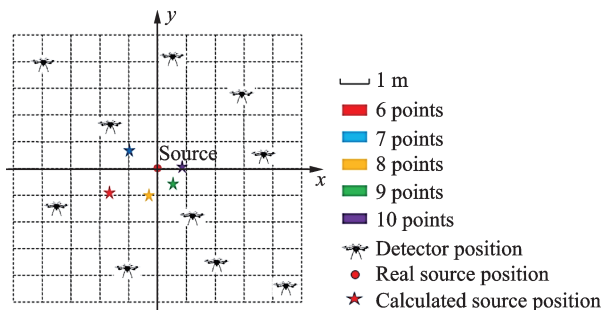 y
Source
x
1 m
6 points
7 points
8 points
9 points
10 points
Detector position
Real source position
Calculated source position